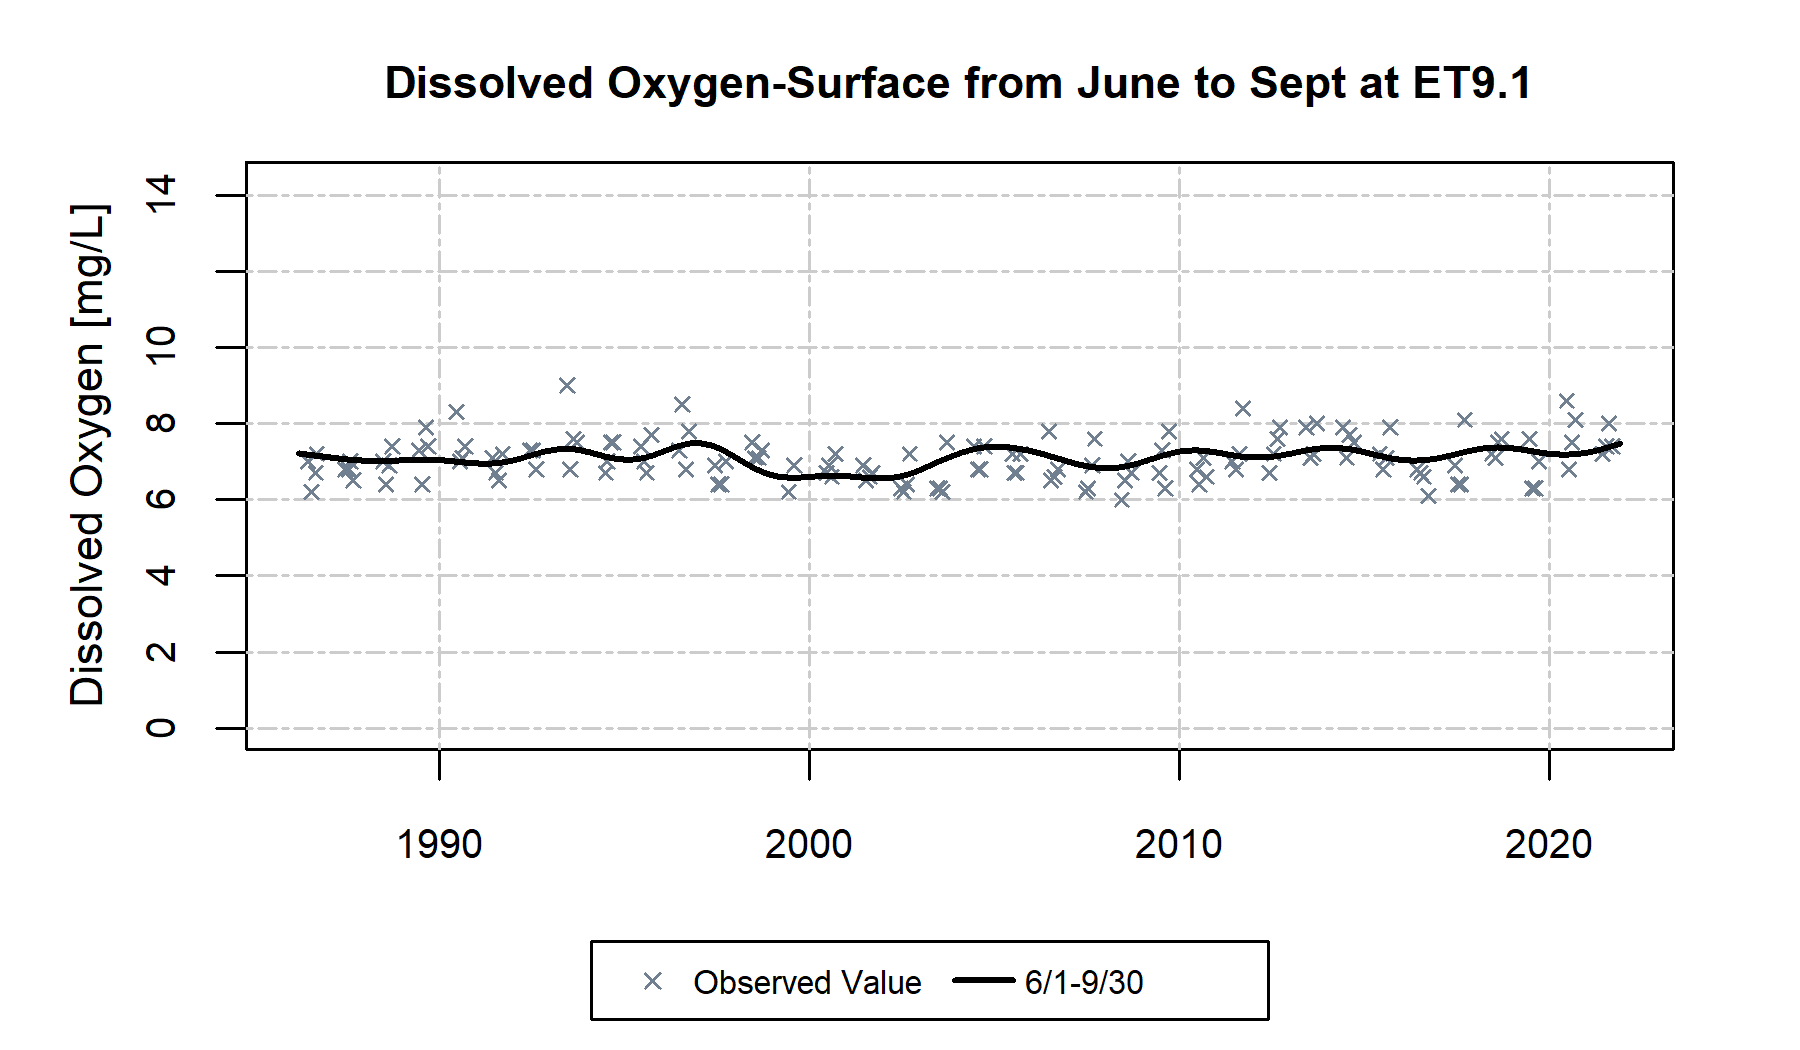 Dissolved Oxygen-Surface from June to Sept at ET9.1
Dissolved Oxygen [mg/L]
14
10
8
6
4
2
0
1990 2000 2010 2020
Observed Value 6/1-9/30